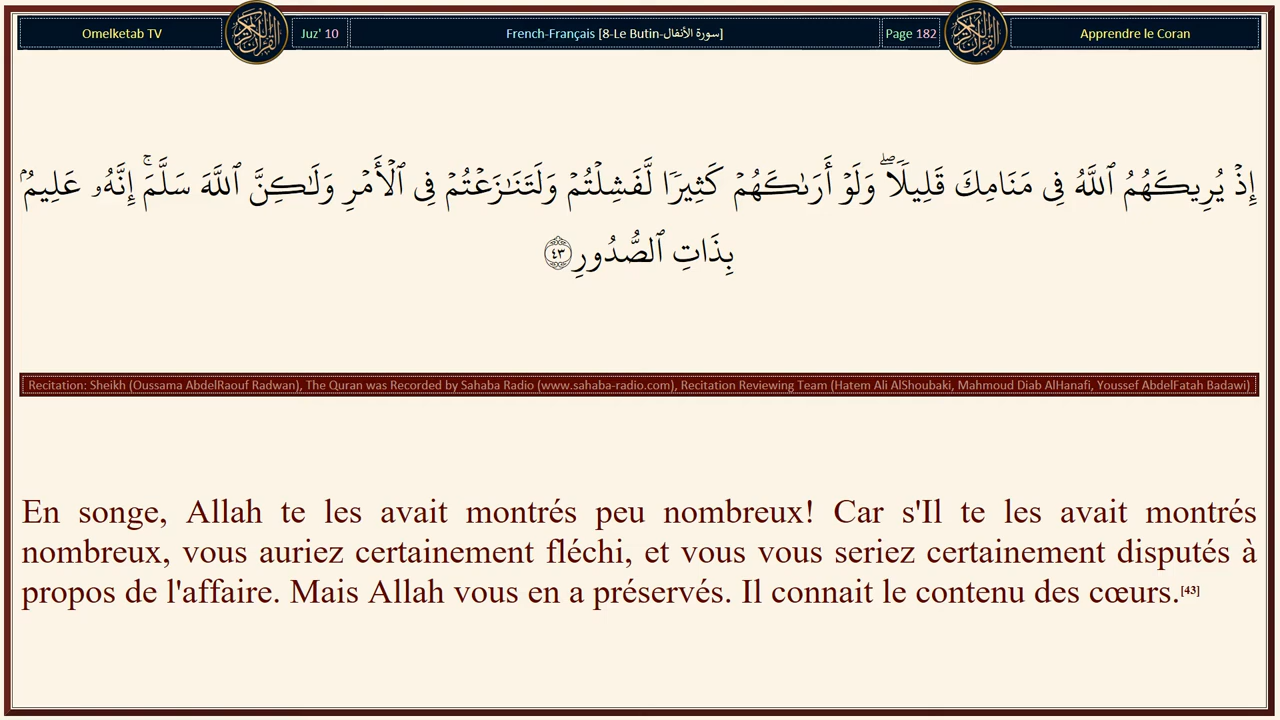 Omelketab TV
Juz' 10
French-Français [8-Le Butin-سورة الأنفال]
Page 182
Apprendre le Coran
إِذۡ يُرِيكَهُمُ ٱللَّهُ فِي مَنَامِكَ قَلِيلٗاۖ وَلَوۡ أَرَىٰكَهُمۡ كَثِيرٗا لَّفَشِلۡتُمۡ وَلَتَنَٰزَعۡتُمۡ فِي ٱلۡأَمۡرِ وَلَٰكِنَّ ٱللَّهَ سَلَّمَۚ إِنَّهُۥ عَلِيمُۢ
بِذَاتِ ٱلصُّدُورِ ٤٣
Recitation: Sheikh (Oussama AbdelRaouf Radwan), The Quran was Recorded by Sahaba Radio (www.sahaba-radio.com), Recitation Reviewing Team (Hatem Ali AlShoubaki, Mahmoud Diab AlHanafi, Youssef AbdelFatah Badawi)
En songe, Allah te les avait montrés peu nombreux! Car s'Il te les avait montrés
nombreux, vous auriez certainement fléchi, et vous vous seriez certainement disputés à
propos de l'affaire. Mais Allah vous en a préservés. Il connait le contenu des cœurs.[43]